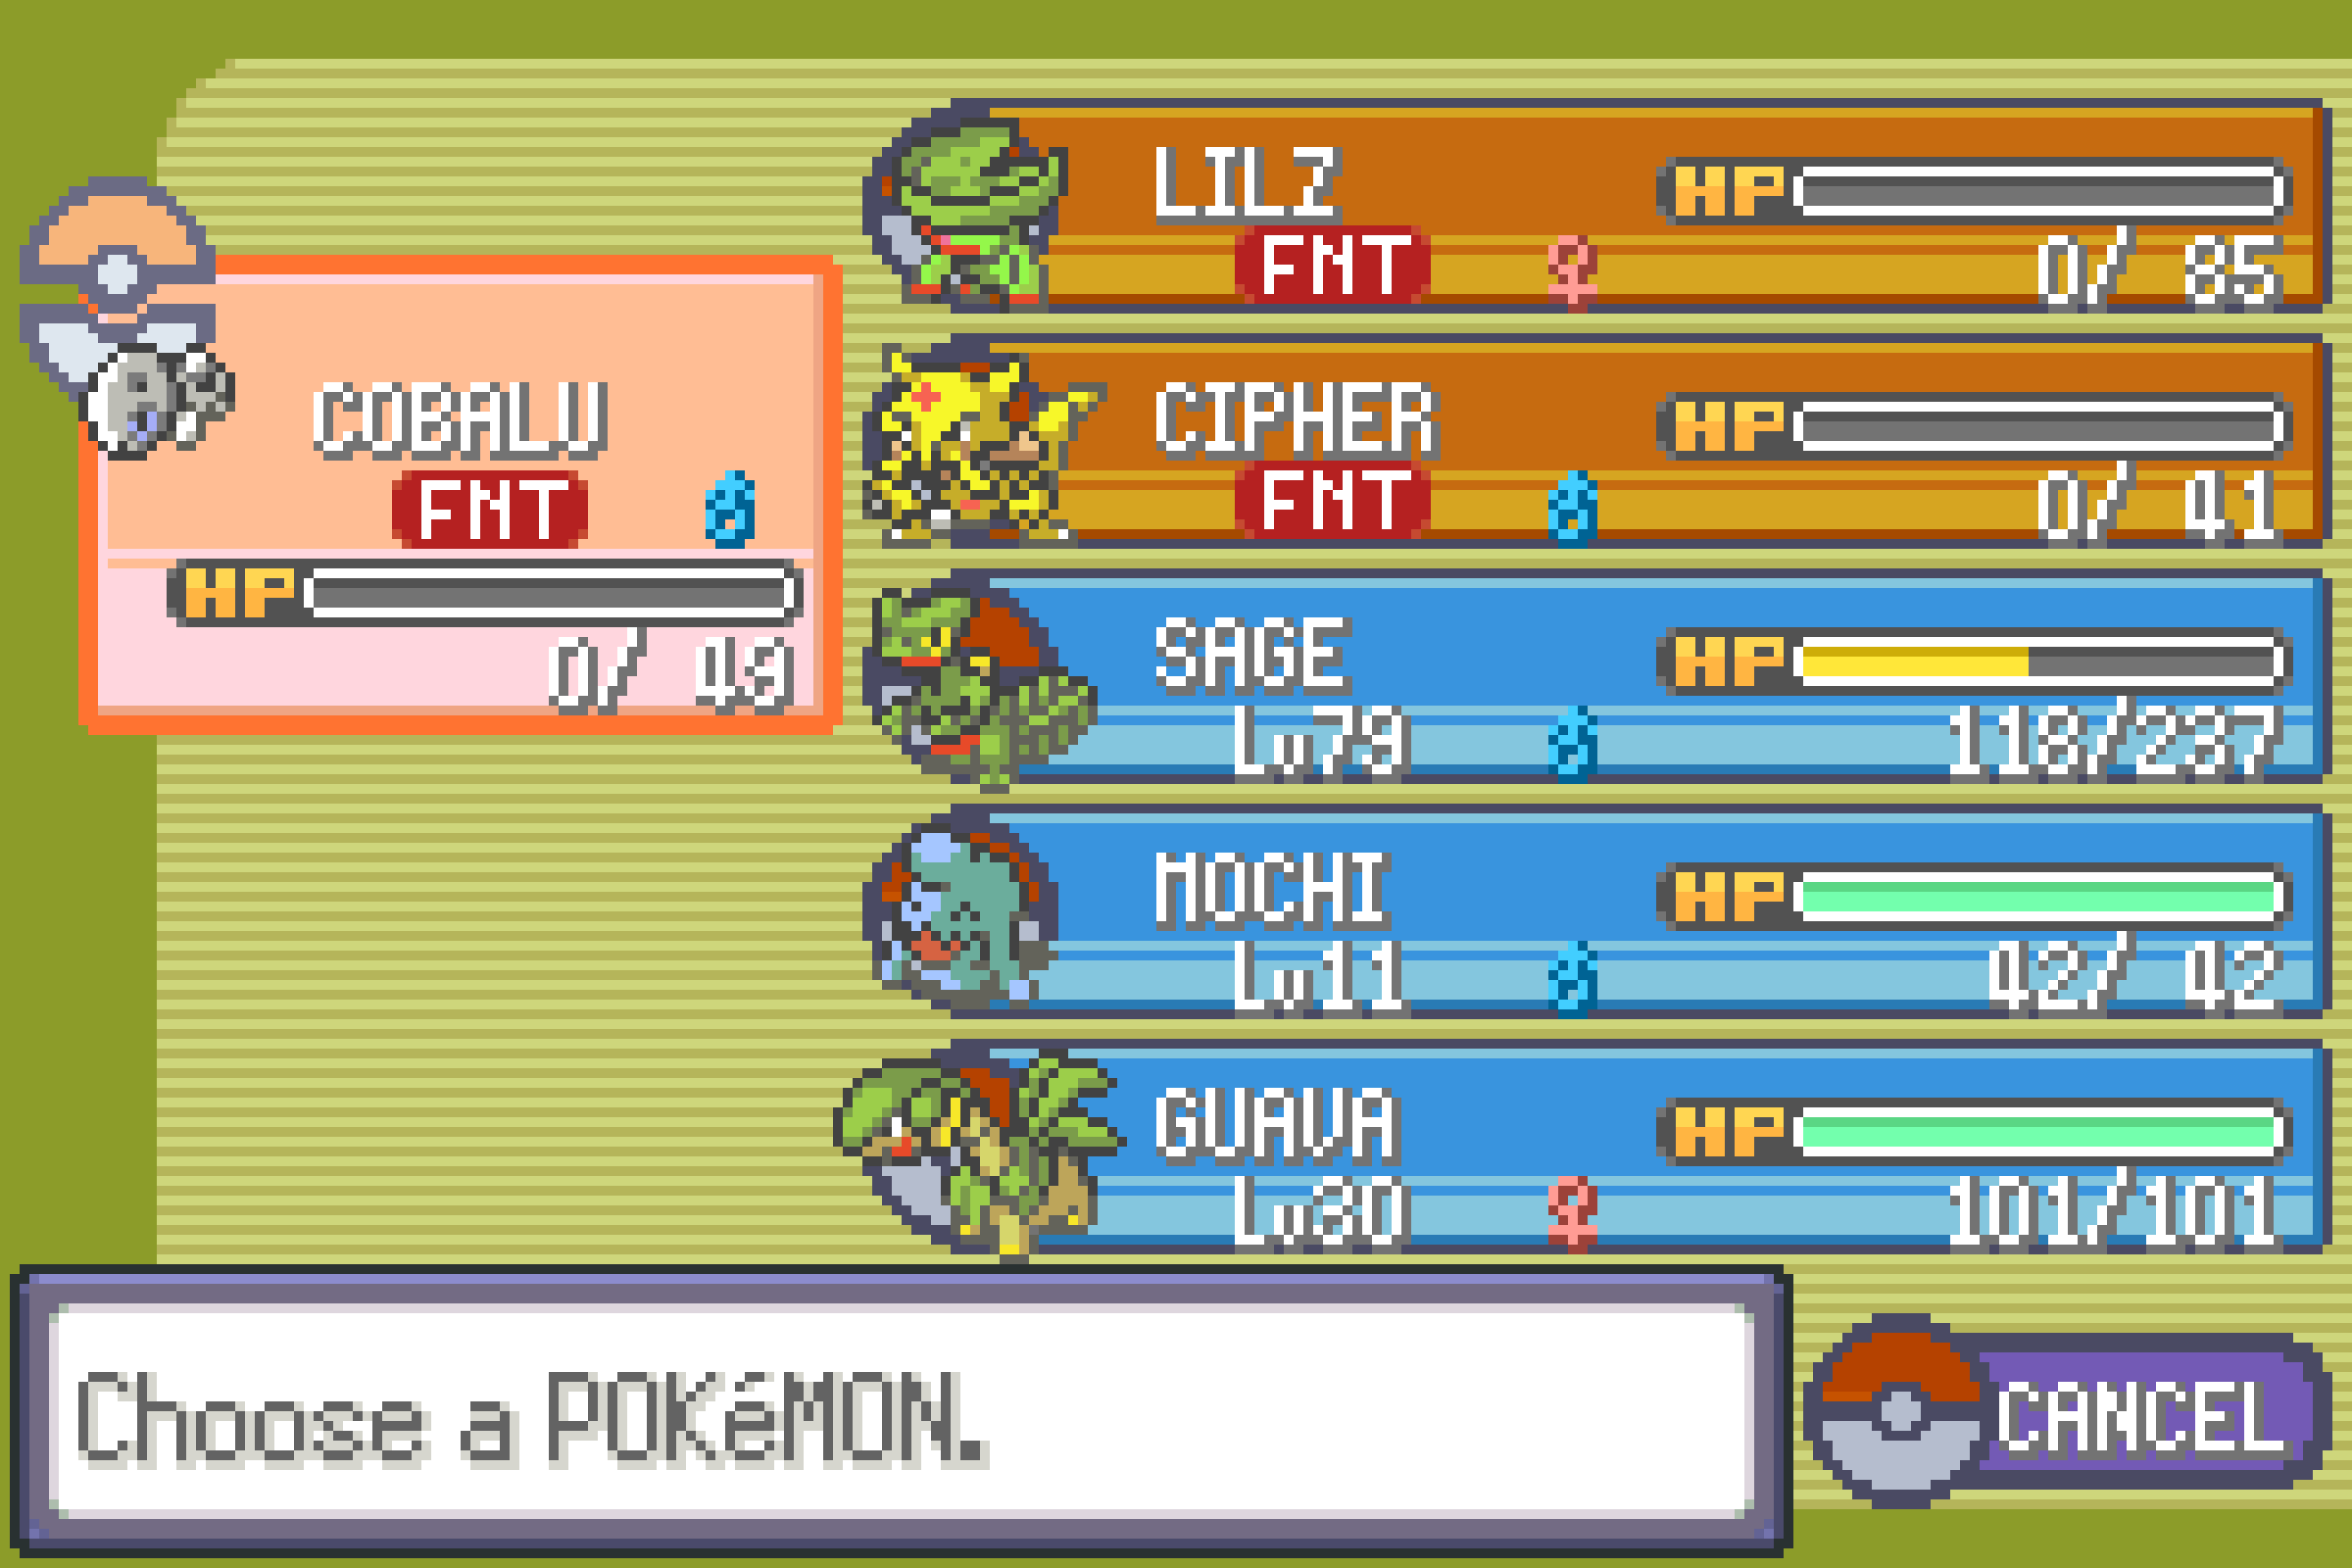 COBALU
FNT ♂
HP
0/ 49
LILZ HP
FNT ♀ 0/ 85
CIPHER HP
FNT ♂ 0/ 41
SAGE HP
Lv79 ♂ 118/237
MOCHI HP
Lv11 ♂ 42/ 42
GUAVA HP
Lv30 ♀ 101/101
Choose a POKéMON.
CANCEL